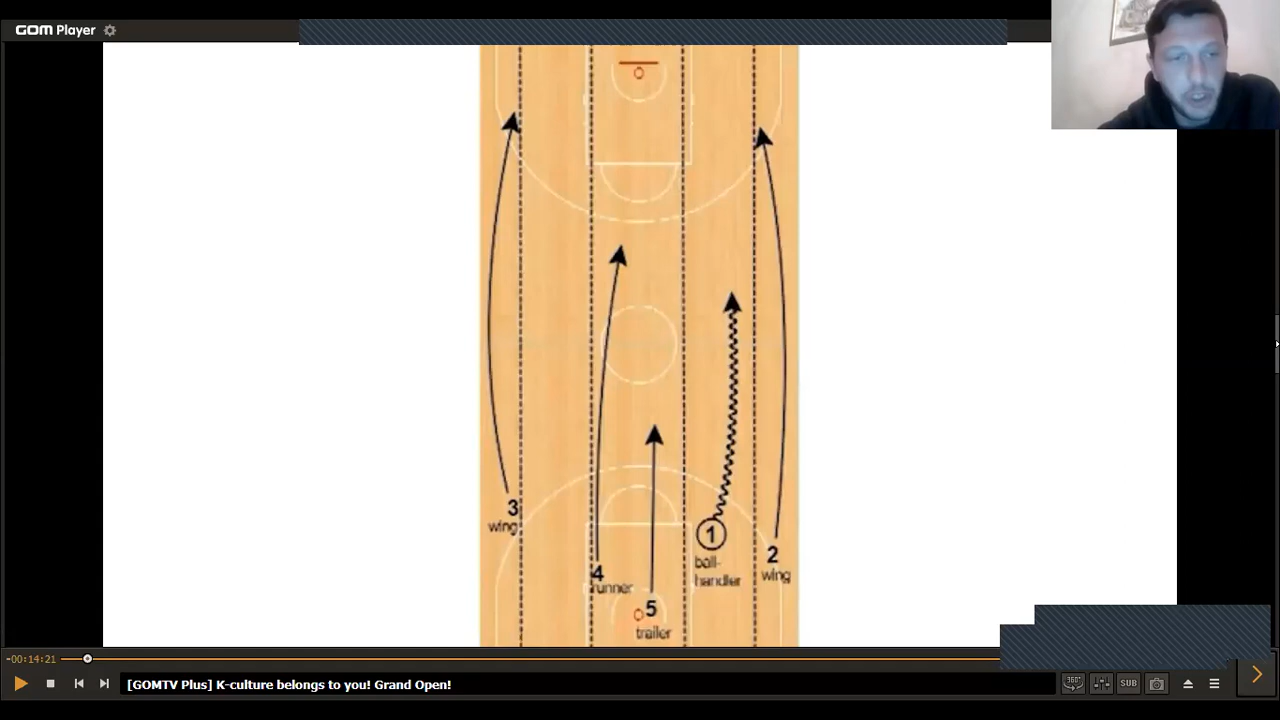 GOM Player
3
wing
4
runner
5
trailer
1
ball-
handler
2
wing
-00:14:21
[GOMTV Plus] K-culture belongs to you! Grand Open!
360°
SUB